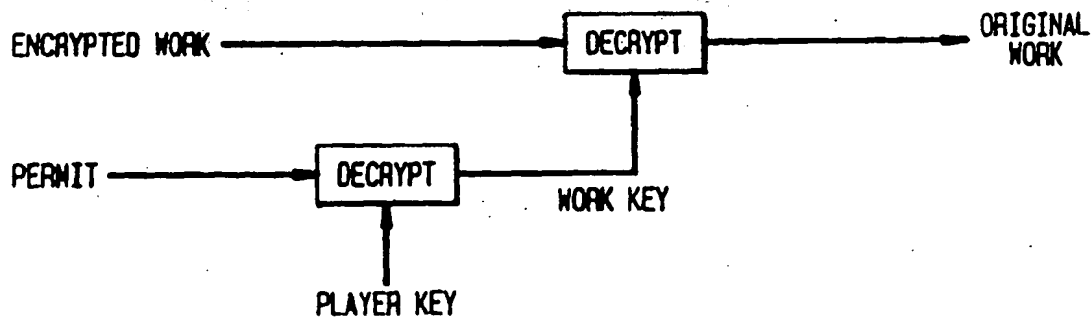 ENCRYPTED WORK
DECRYPT
ORIGINAL
WORK
PERMIT
DECRYPT
WORK KEY
PLAYER KEY